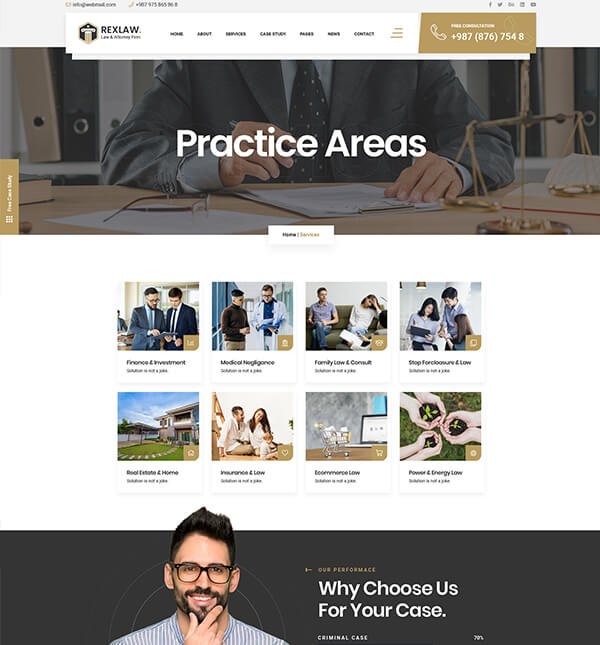 info@webmail.com +987 975 865 86 8
REXLAW.
Law & Attorney Firm
HOME ABOUT SERVICES CASE STUDY PAGES NEWS CONTACT
FREE CONSULTATION
+987 (876) 754 8
Practice Areas
Free Case Study
Home | Services
Finance & Investment
Solution is not a joke.
Medical Negligance
Solution is not a joke.
Family Law & Consult
Solution is not a joke.
Stop Forcloasure & Law
Solution is not a joke.
Real Estate & Home
Solution is not a joke.
Insurance & Law
Solution is not a joke.
Ecommerce Law
Solution is not a joke.
Power & Energy Law
Solution is not a joke.
OUR PERFORMACE
Why Choose Us
For Your Case.
CRIMINAL CASE 70%